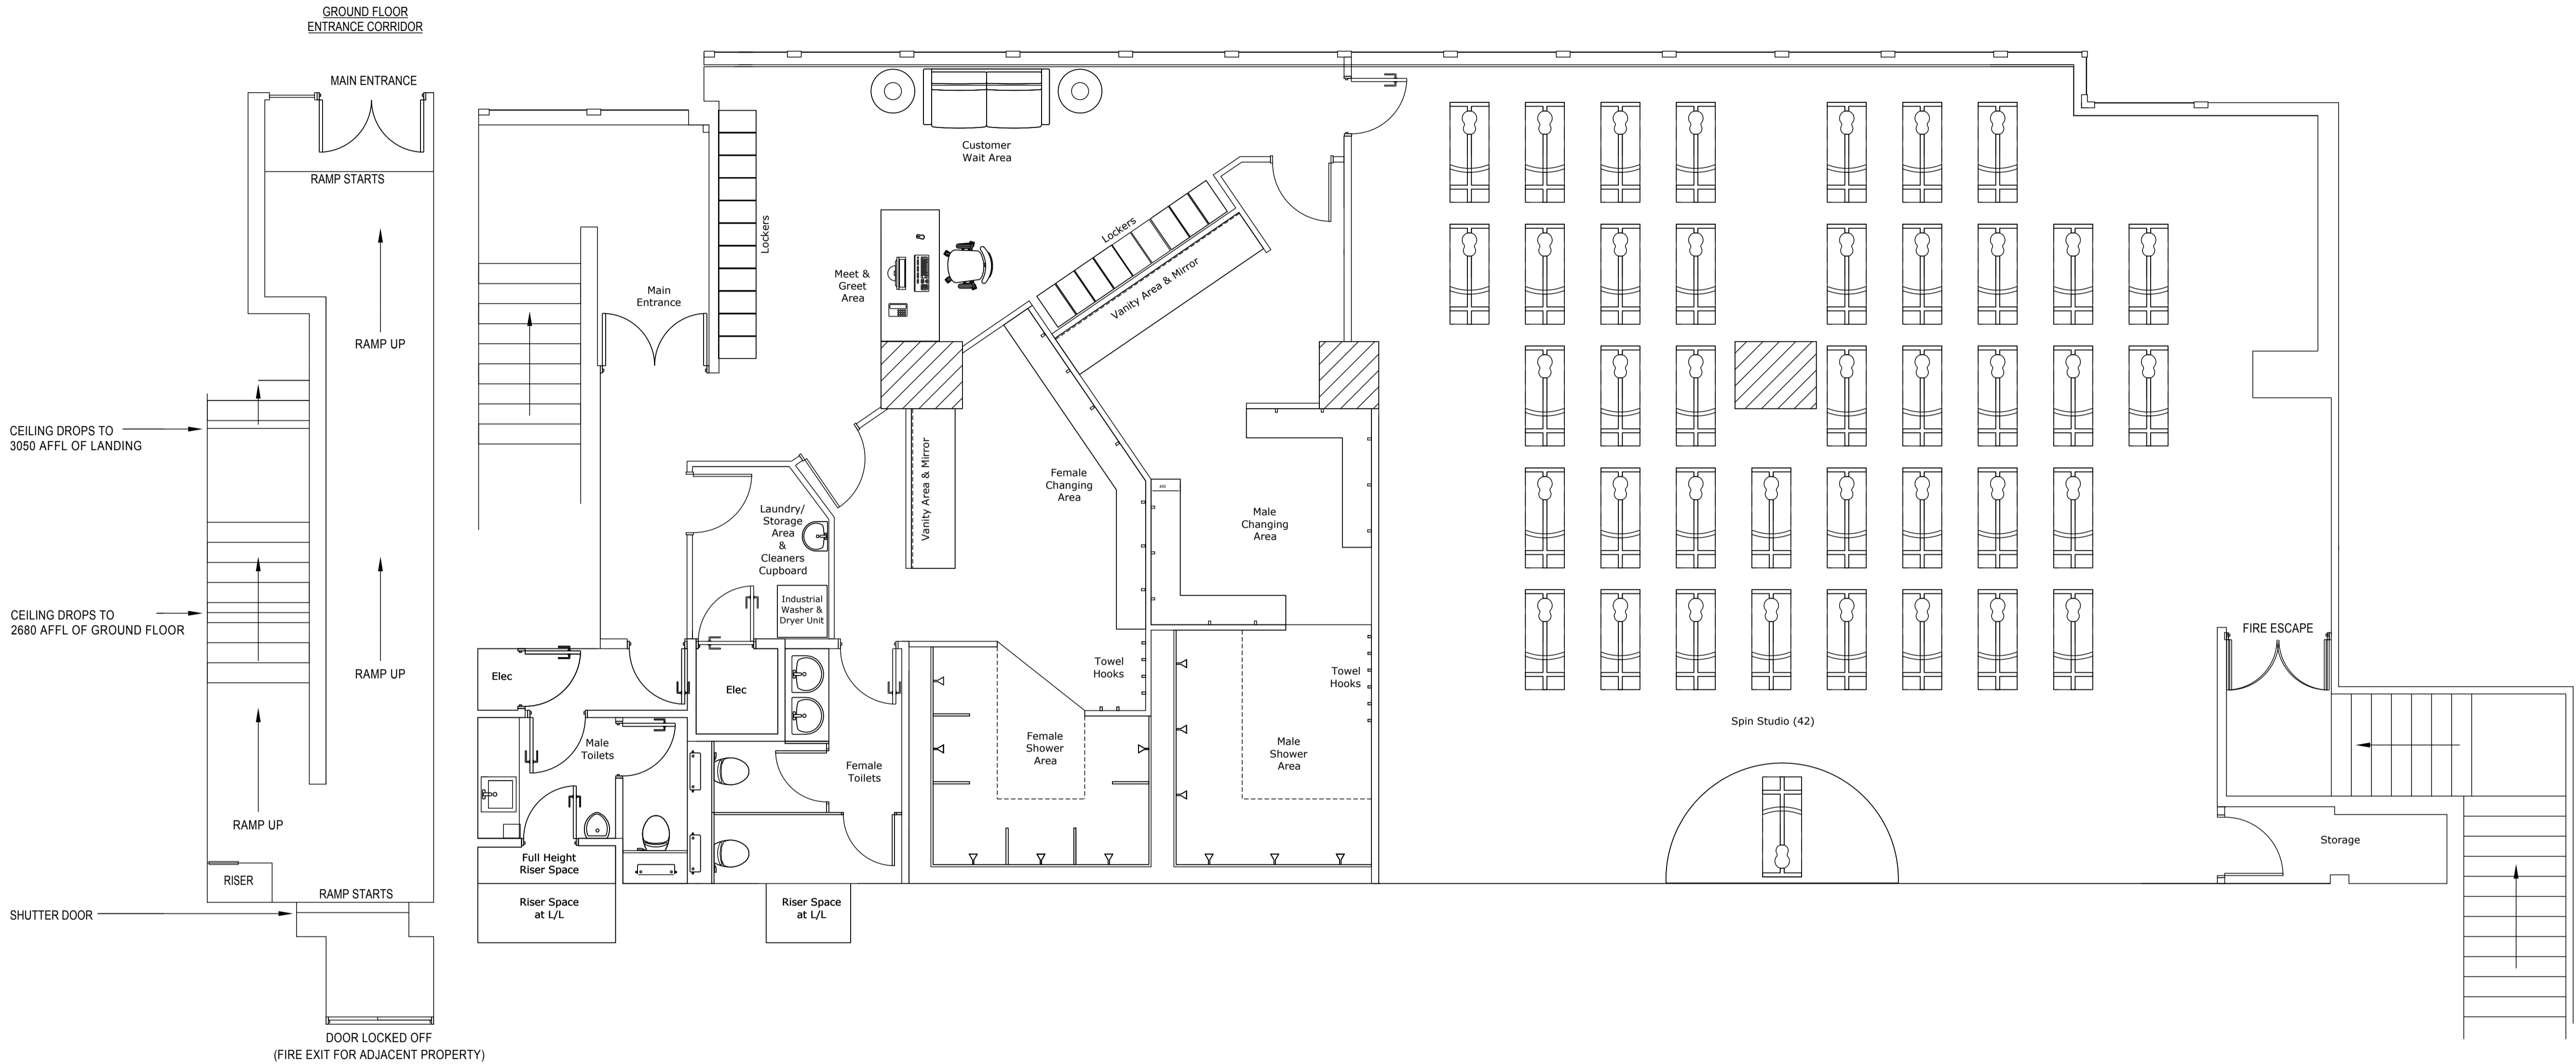 GROUND FLOOR
ENTRANCE CORRIDOR
MAIN ENTRANCE
RAMP STARTS
RAMP UP
CEILING DROPS TO
3050 AFFL OF LANDING
CEILING DROPS TO
2680 AFFL OF GROUND FLOOR
RAMP UP
RAMP UP
RISER
RAMP STARTS
SHUTTER DOOR
DOOR LOCKED OFF
(FIRE EXIT FOR ADJACENT PROPERTY)
Main
Entrance
Lockers
Customer
Wait Area
Meet &
Greet
Area
Lockers
Vanity Area & Mirror
Vanity Area & Mirror
Female
Changing
Area
400
Male
Changing
Area
Laundry/
Storage
Area
&
Cleaners
Cupboard
Industrial
Washer &
Dryer Unit
Elec
Elec
Male
Toilets
Female
Toilets
Towel
Hooks
Towel
Hooks
Female
Shower
Area
Male
Shower
Area
Full Height
Riser Space
Riser Space
at L/L
Riser Space
at L/L
Spin Studio (42)
FIRE ESCAPE
Storage